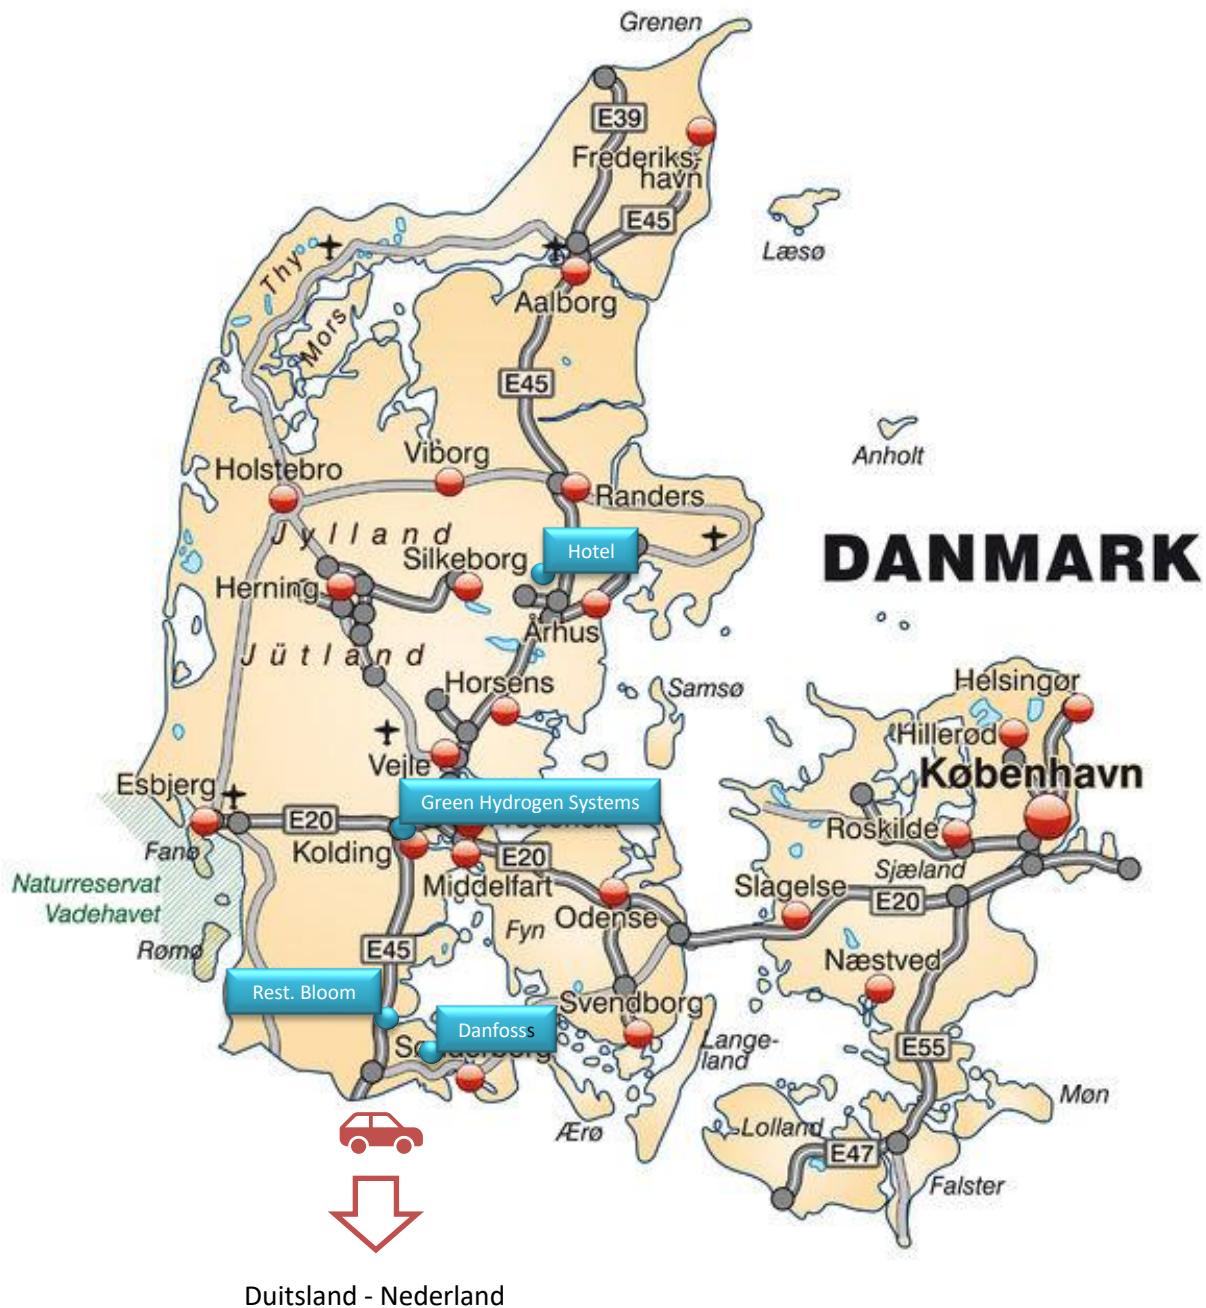 Grenen
E39
Frederiks-
havn
E45
Læsø
Thy
Aalborg
Mors
E45
Anholt
Viborg
Holstebro
Randers
Jylland
Hotel
DANMARK
Silkeborg
Herning
Århus
Jütland
Helsingør
Horsens
Samsø
Hillerød
Vejle
København
Esbjerg
Green Hydrogen Systems
E20
Roskilde
Fanø
Kolding
E20
Sjæland
Naturreservat
Vadehavet
Middelfart
Slagelse
E20
Odense
Fyn
Rømø
E45
Næstved
Rest. Bloom
Svendborg
Danfosss
Lange-
land
E55
Møn
Ærø
Lolland
E47
Falster
Duitsland - Nederland